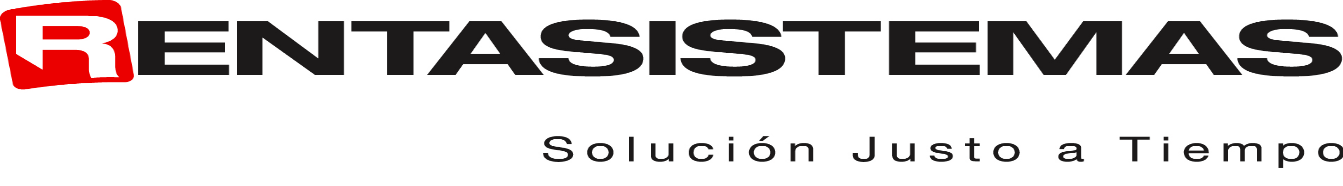 RENTASISTEMAS
Solución Justo a Tiempo